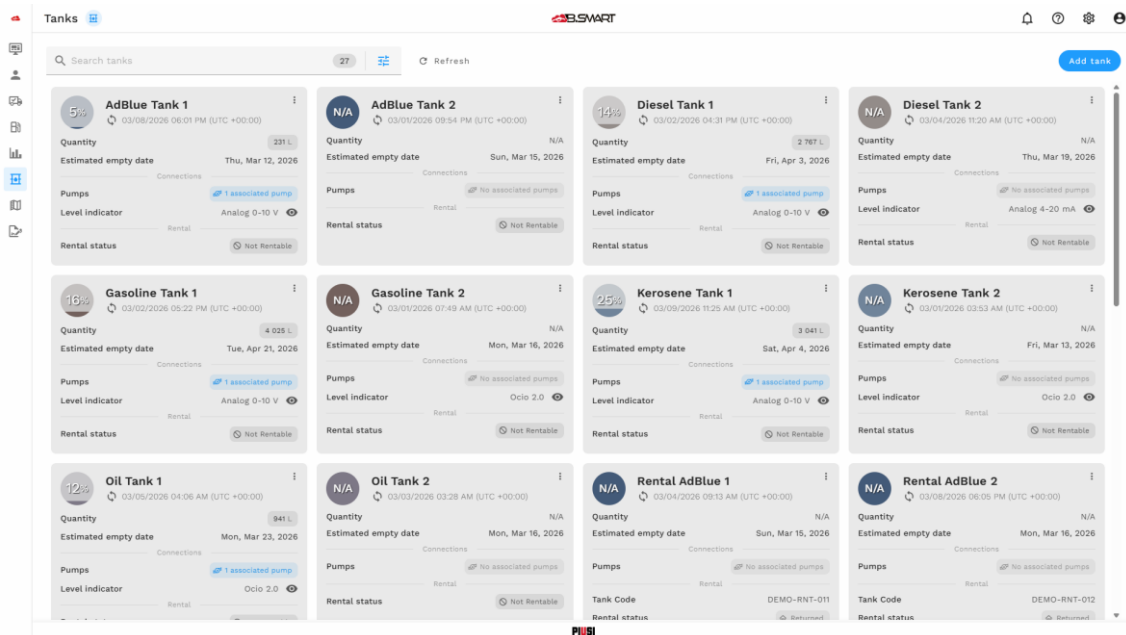 Tanks
B.SMART
Search tanks
27
Refresh
Add tank
5%
AdBlue Tank 1
03/08/2026 06:01 PM (UTC +00:00)
Quantity
231 L
Estimated empty date
Thu, Mar 12, 2026
Connections
Pumps
1 associated pump
Level indicator
Analog 0-10 V
Rental
Rental status
Not Rentable
N/A
AdBlue Tank 2
03/01/2026 09:54 PM (UTC +00:00)
Quantity
N/A
Estimated empty date
Sun, Mar 15, 2026
Connections
Pumps
No associated pumps
Rental
Rental status
Not Rentable
14%
Diesel Tank 1
03/02/2026 04:31 PM (UTC +00:00)
Quantity
2 767 L
Estimated empty date
Fri, Apr 3, 2026
Connections
Pumps
1 associated pump
Level indicator
Analog 0-10 V
Rental
Rental status
Not Rentable
N/A
Diesel Tank 2
03/04/2026 11:20 AM (UTC +00:00)
Quantity
N/A
Estimated empty date
Thu, Mar 19, 2026
Connections
Pumps
No associated pumps
Level indicator
Analog 4-20 mA
Rental
Rental status
Not Rentable
16%
Gasoline Tank 1
03/02/2026 05:22 PM (UTC +00:00)
Quantity
4 025 L
Estimated empty date
Tue, Apr 21, 2026
Connections
Pumps
1 associated pump
Level indicator
Analog 0-10 V
Rental
Rental status
Not Rentable
N/A
Gasoline Tank 2
03/01/2026 07:49 AM (UTC +00:00)
Quantity
N/A
Estimated empty date
Mon, Mar 16, 2026
Connections
Pumps
No associated pumps
Level indicator
Ocio 2.0
Rental
Rental status
Not Rentable
25%
Kerosene Tank 1
03/09/2026 11:25 AM (UTC +00:00)
Quantity
3 041 L
Estimated empty date
Sat, Apr 4, 2026
Connections
Pumps
1 associated pump
Level indicator
Analog 0-10 V
Rental
Rental status
Not Rentable
N/A
Kerosene Tank 2
03/01/2026 03:53 AM (UTC +00:00)
Quantity
N/A
Estimated empty date
Fri, Mar 13, 2026
Connections
Pumps
No associated pumps
Level indicator
Ocio 2.0
Rental
Rental status
Not Rentable
12%
Oil Tank 1
03/05/2026 04:06 AM (UTC +00:00)
Quantity
941 L
Estimated empty date
Mon, Mar 23, 2026
Connections
Pumps
1 associated pump
Level indicator
Ocio 2.0
Rental
N/A
Oil Tank 2
03/03/2026 03:28 AM (UTC +00:00)
Quantity
N/A
Estimated empty date
Mon, Mar 16, 2026
Connections
Pumps
No associated pumps
Rental
Rental status
Not Rentable
N/A
Rental AdBlue 1
03/04/2026 09:13 AM (UTC +00:00)
Quantity
N/A
Estimated empty date
Sun, Mar 15, 2026
Connections
Pumps
No associated pumps
Rental
Tank Code
DEMO-RNT-011
Rental status
Returned
N/A
Rental AdBlue 2
03/08/2026 06:05 PM (UTC +00:00)
Quantity
N/A
Estimated empty date
Mon, Mar 16, 2026
Connections
Pumps
No associated pumps
Rental
Tank Code
DEMO-RNT-012
Rental status
Returned
PIUSI